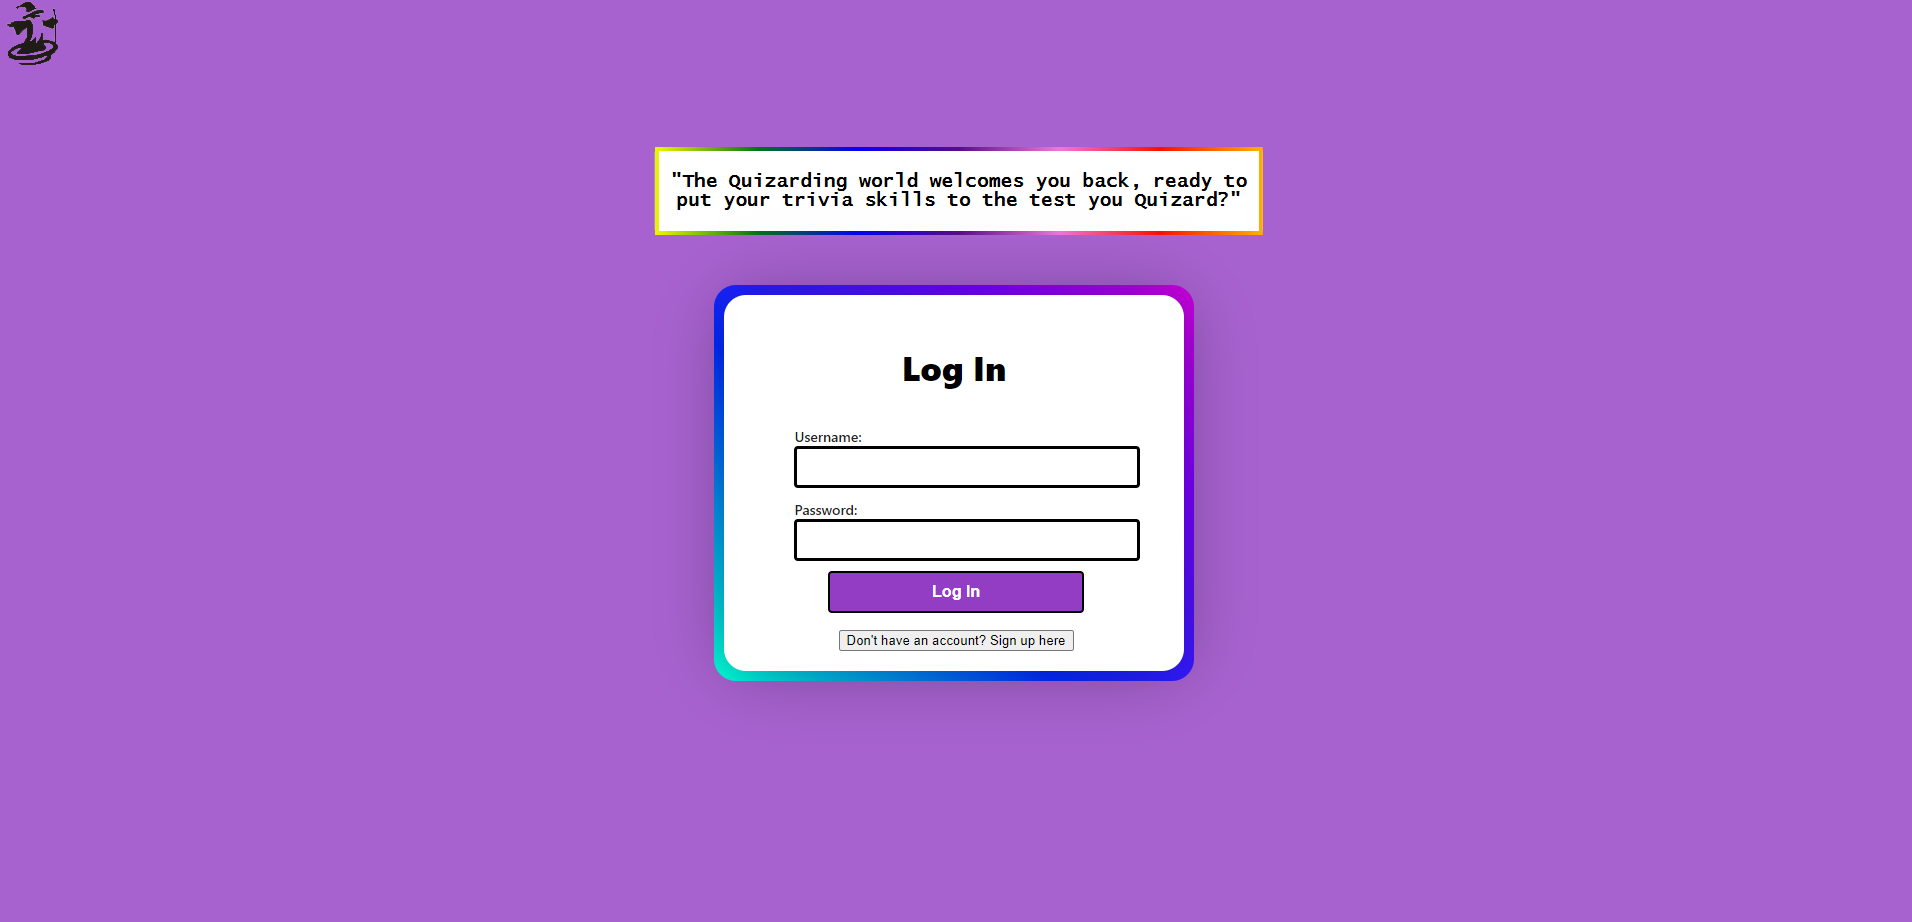 "The Quizarding world welcomes you back, ready to
put your trivia skills to the test you Quizard?"
Log In
Username:
Password:
Log In
Don't have an account? Sign up here